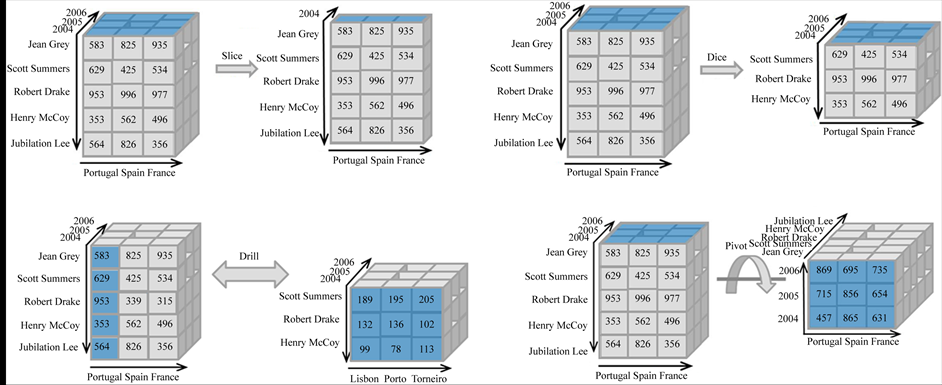 2006
2005
2004
Jean Grey 583 825 935
Scott Summers 629 425 534
Robert Drake 953 996 977
Henry McCoy 353 562 496
Jubilation Lee 564 826 356
Portugal Spain France
Slice
2004
Jean Grey 583 825 935
Scott Summers 629 425 534
Robert Drake 953 996 977
Henry McCoy 353 562 496
Jubilation Lee 564 826 356
Portugal Spain France
2006
2005
2004
Jean Grey 583 825 935
Scott Summers 629 425 534
Robert Drake 953 996 977
Henry McCoy 353 562 496
Jubilation Lee 564 826 356
Portugal Spain France
Dice
2006
2005
2004
Scott Summers 629 425 534
Robert Drake 953 996 977
Henry McCoy 353 562 496
Portugal Spain France
2006
2005
2004
Jean Grey 583 825 935
Scott Summers 629 425 534
Robert Drake 953 339 315
Henry McCoy 353 562 496
Jubilation Lee 564 826 356
Portugal Spain France
Drill
2006
2005
2004
Scott Summers 189 195 205
Robert Drake 132 136 102
Henry McCoy 99 78 113
Lisbon Porto Torneiro
2006
2005
2004
Jean Grey 583 825 935
Scott Summers 629 425 534
Robert Drake 953 996 977
Henry McCoy 353 562 496
Jubilation Lee 564 826 356
Portugal Spain France
Pivot
Jubilation Lee
Henry McCoy
Robert Drake
Scott Summers
Jean Grey
2006 869 695 735
2005 715 856 654
2004 457 865 631
Portugal Spain France